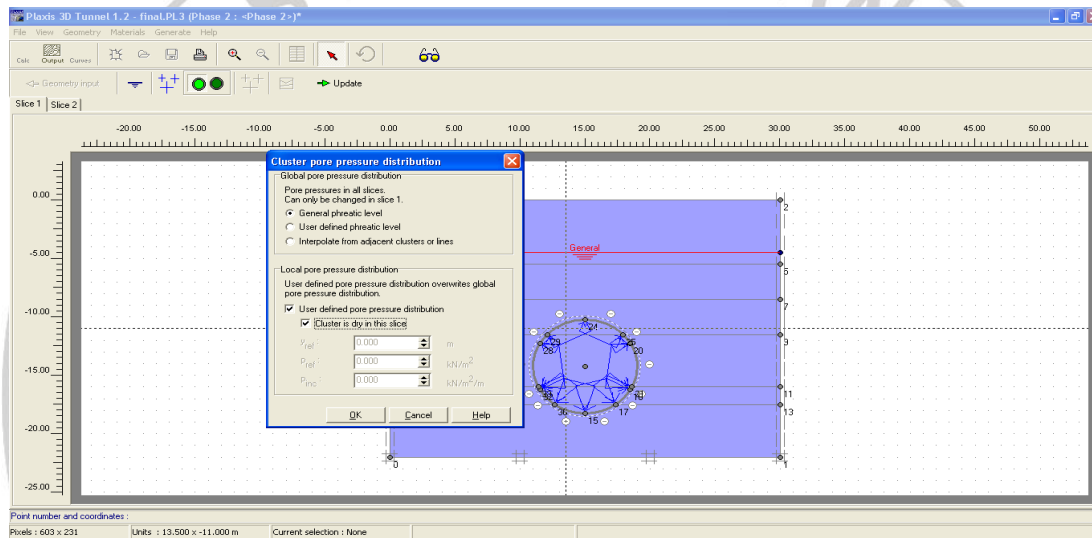 Plaxis 3D Tunnel 1.2 - final.PL3 (Phase 2 : <Phase 2>)*
File View Geometry Materials Generate Help
Calc Output Curves
Geometry input Update
Slice 1 Slice 2
-20.00 -15.00 -10.00 -5.00 0.00 5.00 10.00 15.00 20.00 25.00 30.00 35.00 40.00 45.00 50.00
0.00
-5.00
-10.00
-15.00
-20.00
-25.00
Cluster pore pressure distribution
Global pore pressure distribution
Pore pressures in all slices.
Can only be changed in slice 1.
General phreatic level
User defined phreatic level
Interpolate from adjacent clusters or lines
Local pore pressure distribution
User defined pore pressure distribution overwrites global
pore pressure distribution.
User defined pore pressure distribution
Cluster is dry in this slice
Yref : 0.000 m
Pref : 0.000 kN/m²
Pinc : 0.000 kN/m²/m
OK Cancel Help
General
2
5
7
9
11
13
1
0
24
29
28
20
17
15
Point number and coordinates :
Pixels : 603 x 231 Units : 13.500 x -11.000 m Current selection : None